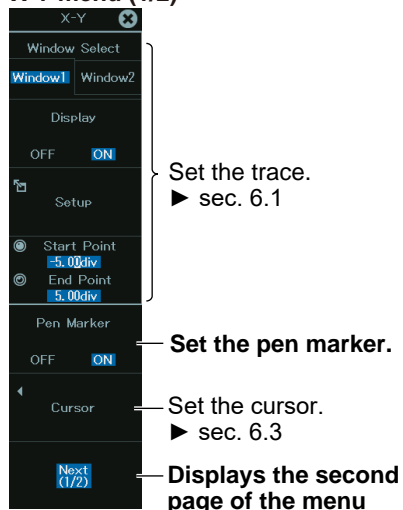 X-Y menu (1/2)
X-Y
Window Select
Window1 Window2
Display
OFF ON
Setup
Start Point
-5.00div
End Point
5.00div
Set the trace.
► sec. 6.1
Pen Marker
OFF ON
Set the pen marker.
Cursor
Set the cursor.
► sec. 6.3
Next
(1/2)
Displays the second
page of the menu